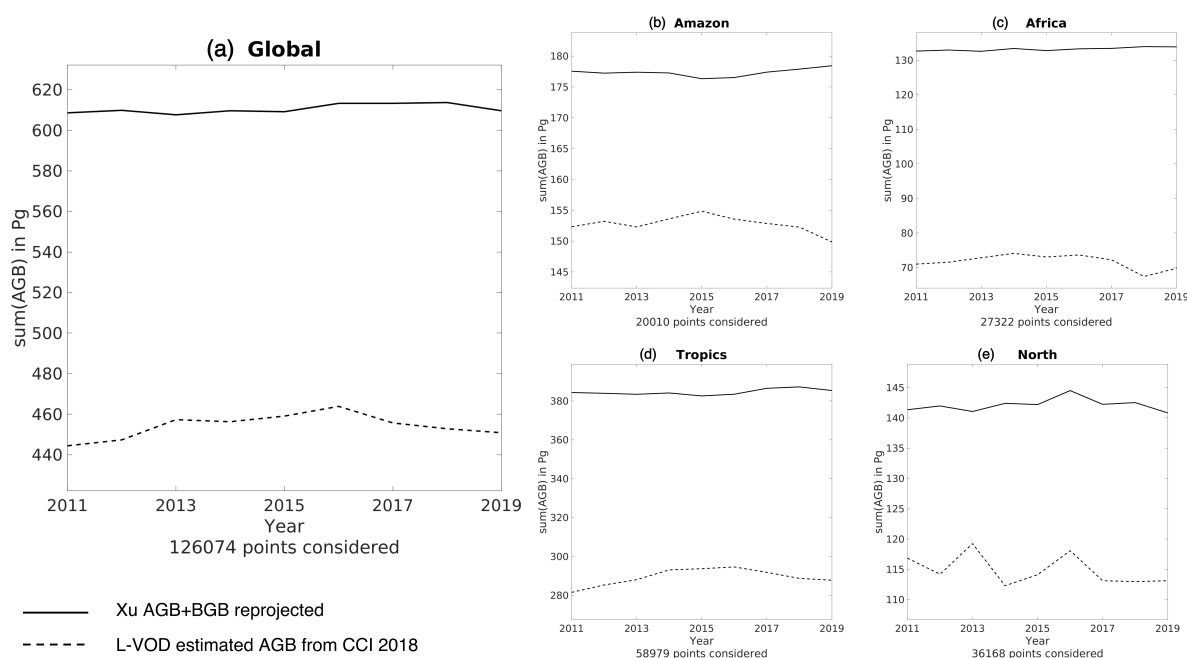 (a) Global
sum(AGB) in Pg
620
600
580
560
540
520
500
480
460
440
2011 2013 2015 2017 2019
Year
126074 points considered
(b) Amazon
sum(AGB) in Pg
180
175
170
165
160
155
150
145
2011 2013 2015 2017 2019
Year
20010 points considered
(c) Africa
sum(AGB) in Pg
130
120
110
100
90
80
70
2011 2013 2015 2017 2019
Year
27322 points considered
(d) Tropics
sum(AGB) in Pg
380
360
340
320
300
280
2011 2013 2015 2017 2019
Year
58979 points considered
(e) North
sum(AGB) in Pg
145
140
135
130
125
120
115
110
2011 2013 2015 2017 2019
Year
36168 points considered
Xu AGB+BGB reprojected
L-VOD estimated AGB from CCI 2018